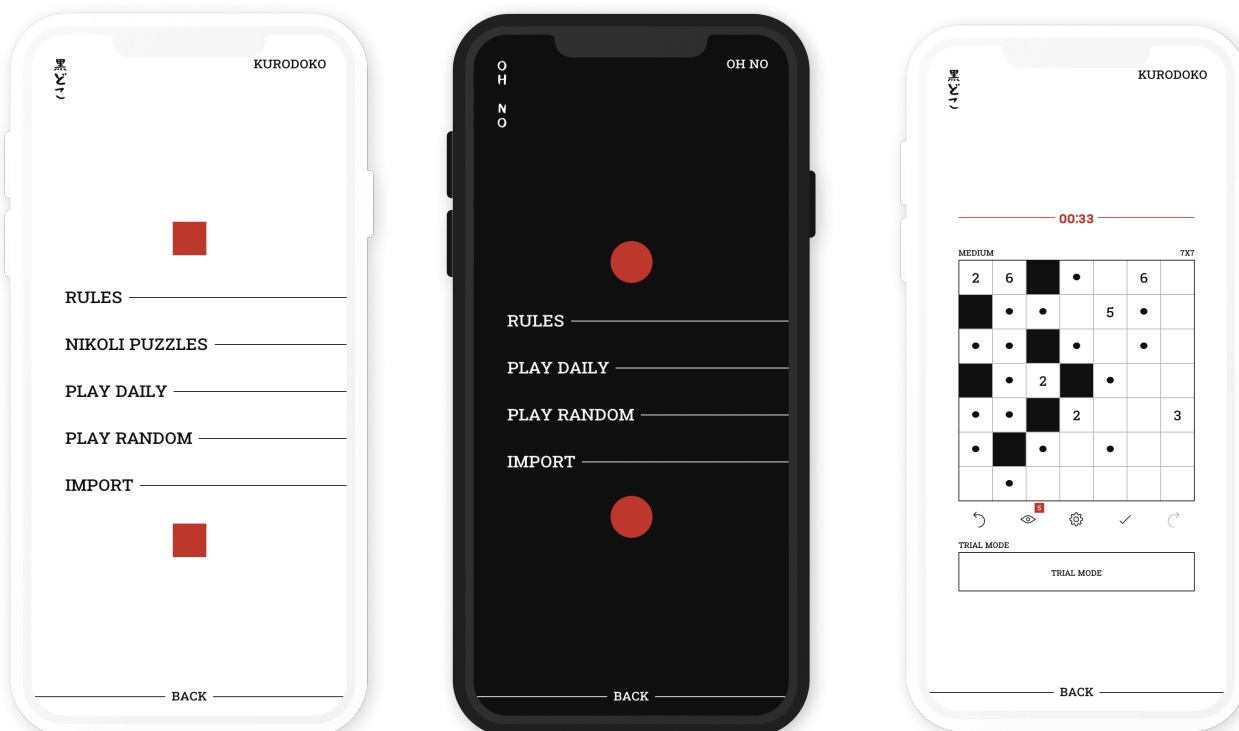 黒どこ
KURODOKO
RULES
NIKOLI PUZZLES
PLAY DAILY
PLAY RANDOM
IMPORT
BACK
OH NO
OH NO
RULES
PLAY DAILY
PLAY RANDOM
IMPORT
BACK
黒どこ
KURODOKO
00:33
MEDIUM 7X7
2 6 6
5
2
2 3
5
TRIAL MODE
TRIAL MODE
BACK